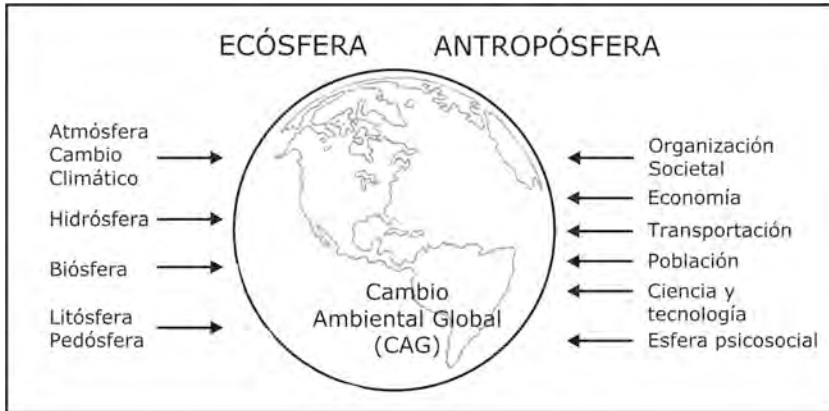 ECÓSFERA
ANTROPÓSFERA
Atmósfera
Cambio
Climático
Hidrósfera
Biósfera
Litósfera
Pedósfera
Cambio
Ambiental Global
(CAG)
Organización
Societal
Economía
Transportación
Población
Ciencia y
tecnología
Esfera psicosocial